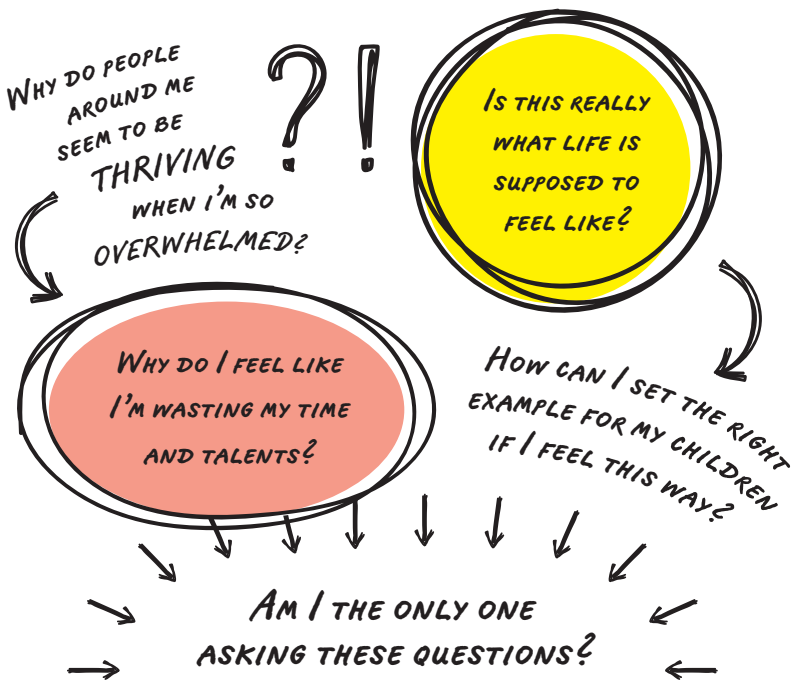 WHY DO PEOPLE
AROUND ME
SEEM TO BE
THRIVING
WHEN I'M SO
OVERWHELMED?
?!
IS THIS REALLY
WHAT LIFE IS
SUPPOSED TO
FEEL LIKE?
WHY DO I FEEL LIKE
I'M WASTING MY TIME
AND TALENTS?
HOW CAN I SET THE RIGHT
EXAMPLE FOR MY CHILDREN
IF I FEEL THIS WAY?
AM I THE ONLY ONE
ASKING THESE QUESTIONS?